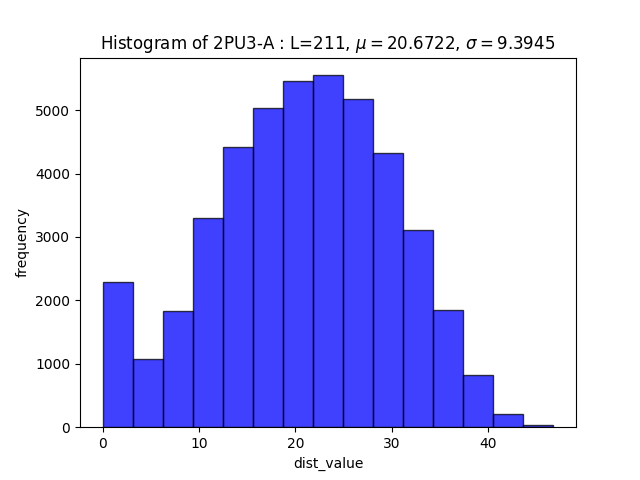 Histogram of 2PU3-A : L=211, μ = 20.6722, σ = 9.3945
frequency
5000
4000
3000
2000
1000
0
0 10 20 30 40
dist_value